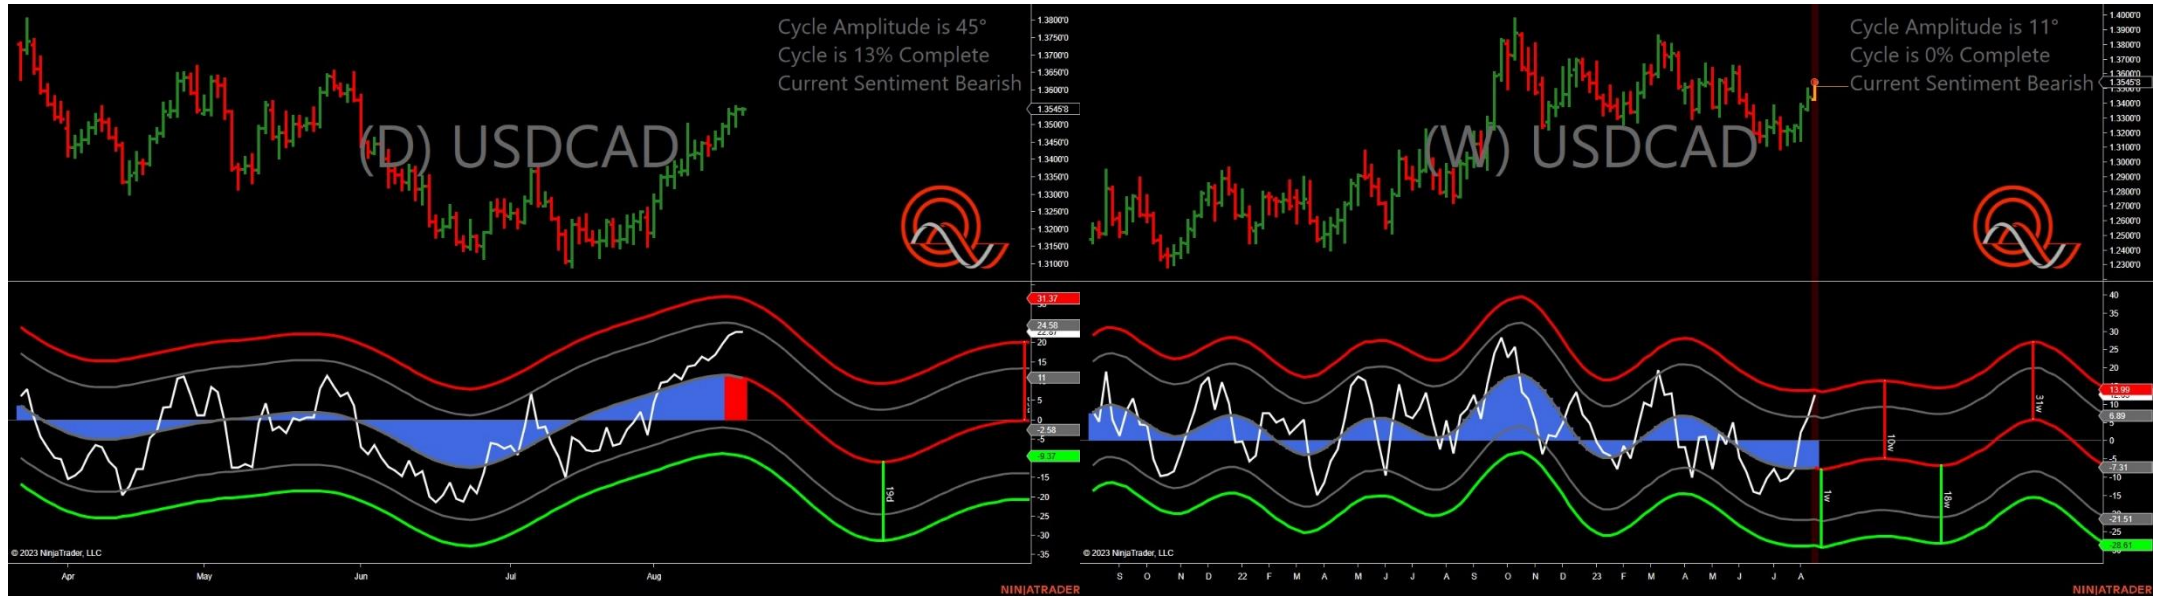 Cycle Amplitude is 45°
Cycle is 13% Complete
Current Sentiment Bearish
(D) USDCAD
1.3800'0
1.3750'0
1.3700'0
1.3650'0
1.3600'0
1.3545'8
1.3500'0
1.3450'0
1.3400'0
1.3350'0
1.3300'0
1.3250'0
1.3200'0
1.3150'0
1.3100'0
31.37
24.58
22.87
20
15
11
5
0
-2.58
-5
-9.37
-15
-20
-25
-30
-35
19d
© 2023 NinjaTrader, LLC
Apr
May
Jun
Jul
Aug
NINJATRADER
Cycle Amplitude is 11°
Cycle is 0% Complete
Current Sentiment Bearish
(W) USDCAD
1.4000'0
1.3900'0
1.3800'0
1.3700'0
1.3600'0
1.3545'8
1.3400'0
1.3300'0
1.3200'0
1.3100'0
1.3000'0
1.2900'0
1.2800'0
1.2700'0
1.2600'0
1.2500'0
1.2400'0
1.2300'0
40
35
30
25
20
13.99
10
6.89
5
0
-5
-7.31
-10
-15
-21.51
-25
-28.61
1w
10w
18w
31w
© 2023 NinjaTrader, LLC
S O N D 22 F M A M J J A S O N D 23 F M A M J J A
NINJATRADER